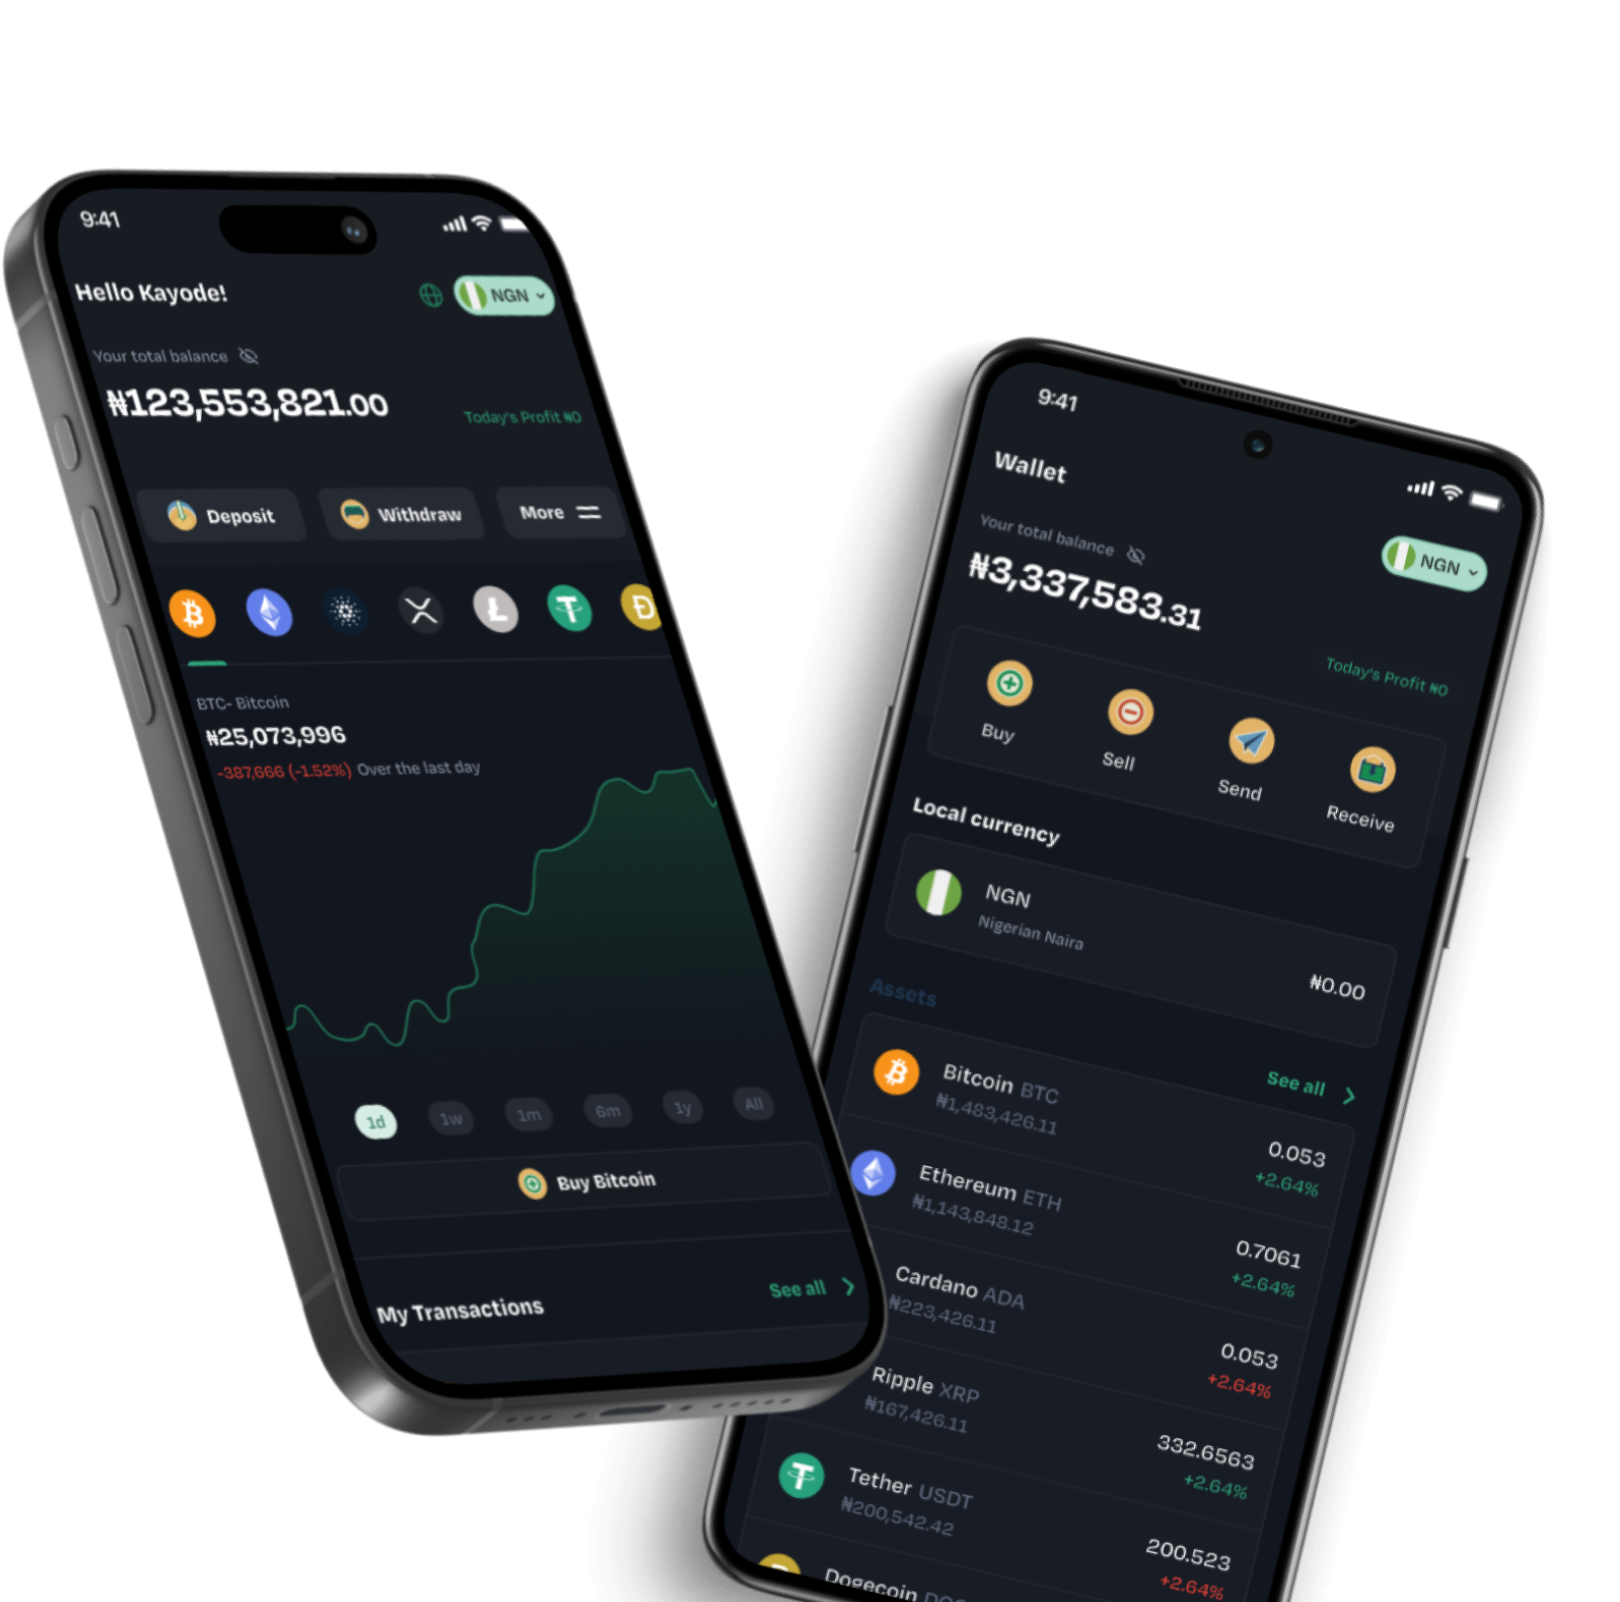 9:41
Hello Kayode!
NGN
Your total balance
₦123,553,821.00
Today's Profit ₦0
Deposit
Withdraw
More
BTC- Bitcoin
₦25,073,996
-387,666 (-1.52%) Over the last day
1d 1w 1m 6m 1y All
Buy Bitcoin
My Transactions
See all
9:41
Wallet
NGN
Your total balance
₦3,337,583.31
Today's Profit ₦0
Buy
Sell
Send
Receive
Local currency
NGN
Nigerian Naira
₦0.00
Assets
See all
Bitcoin BTC
₦1,483,426.11
0.053
+2.64%
Ethereum ETH
₦1,143,848.12
0.7061
+2.64%
Cardano ADA
₦223,426.11
0.053
+2.64%
Ripple XRP
₦167,426.11
332.6563
+2.64%
Tether USDT
₦200,542.42
200.523
+2.64%
Dogecoin